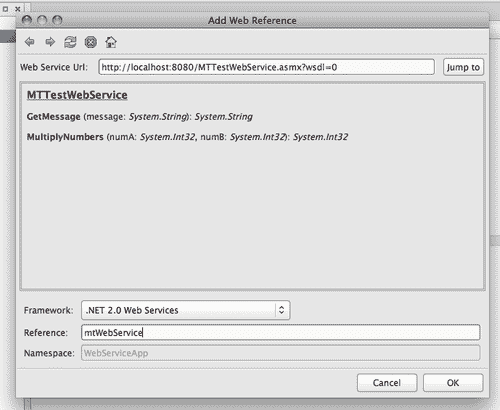 Add Web Reference
Web Service Url: http://localhost:8080/MTTestWebService.asmx?wsdl=0 Jump to
MTTestWebService
GetMessage (message: System.String): System.String
MultiplyNumbers (numA: System.Int32, numB: System.Int32): System.Int32
Framework: .NET 2.0 Web Services
Reference: mtWebService
Namespace: WebServiceApp
Cancel OK